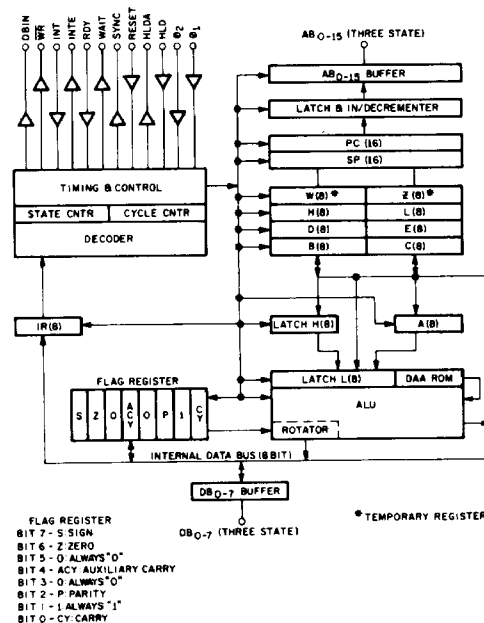 DBIN
WR
INT
INTE
RDY
WAIT
SYNC
RESET
HLDA
HLD
Ø2
Ø1
AB0-15 (THREE STATE)
AB0-15 BUFFER
LATCH & IN/DECREMENTER
PC (16)
SP (16)
TIMING & CONTROL
STATE CNTR
CYCLE CNTR
DECODER
W(8)*
Z(8)*
H(8)
L(8)
D(8)
E(8)
B(8)
C(8)
IR(8)
LATCH H(8)
A(8)
FLAG REGISTER
S Z 0 ACY 0 P 1 CY
LATCH L(8)
DAA ROM
ALU
ROTATOR
INTERNAL DATA BUS (8 BIT)
DB0-7 BUFFER
DB0-7 (THREE STATE)
*TEMPORARY REGISTER
FLAG REGISTER
BIT 7 - S:SIGN
BIT 6 - Z:ZERO
BIT 5 - 0:ALWAYS "0"
BIT 4 - ACY:AUXILIARY CARRY
BIT 3 - 0:ALWAYS "0"
BIT 2 - P:PARITY
BIT 1 - 1:ALWAYS "1"
BIT 0 - CY:CARRY